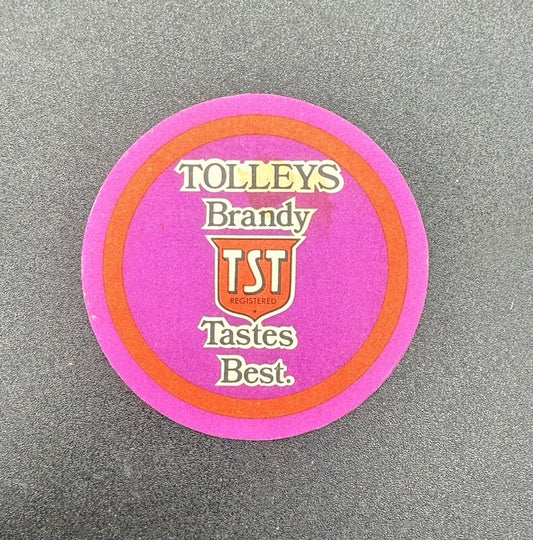 TOLLEYS
Brandy
TST
REGISTERED
Tastes
Best.